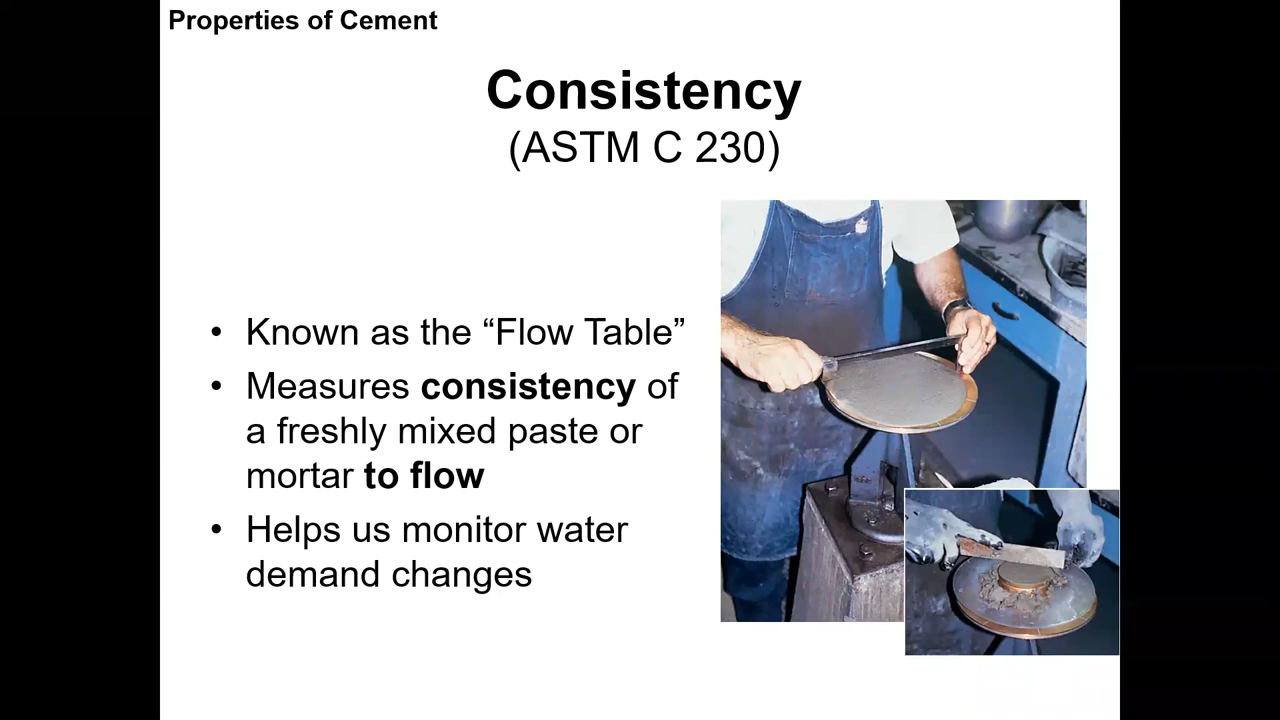 Properties of Cement
Consistency
(ASTM C 230)
• Known as the “Flow Table”
• Measures consistency of
a freshly mixed paste or
mortar to flow
• Helps us monitor water
demand changes